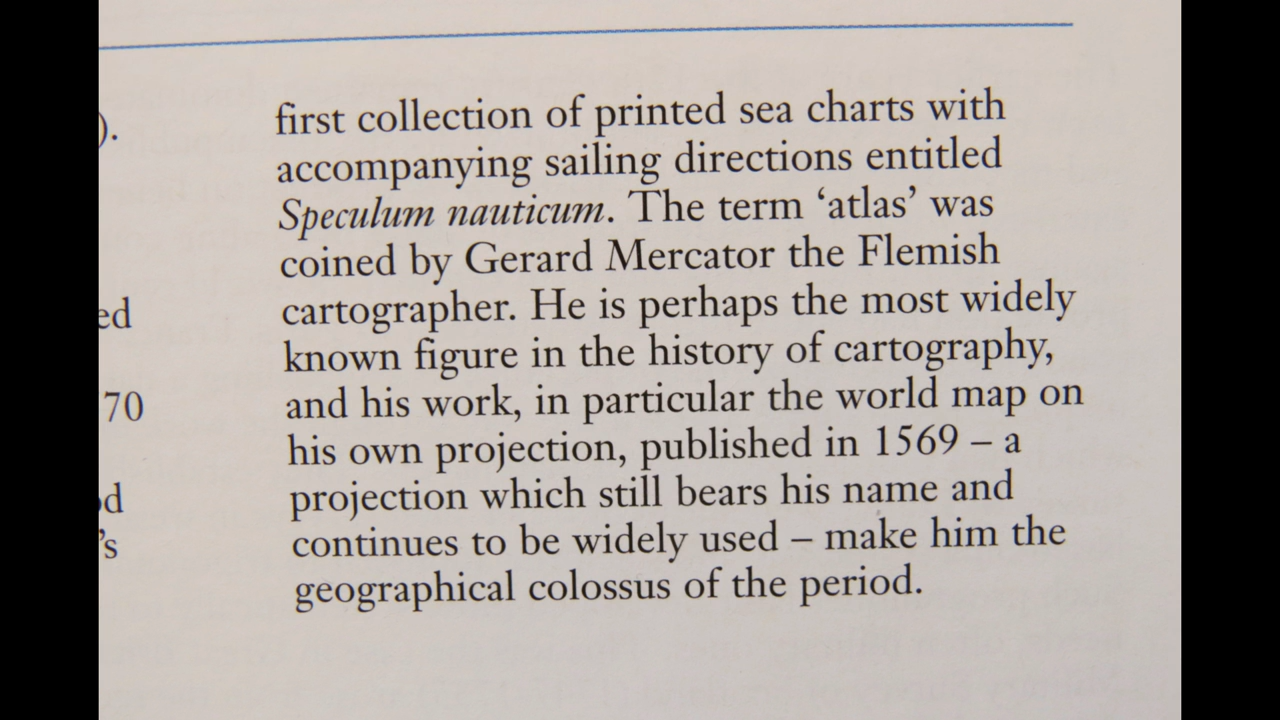 ).
ed
70
d
's
first collection of printed sea charts with
accompanying sailing directions entitled
Speculum nauticum. The term ‘atlas’ was
coined by Gerard Mercator the Flemish
cartographer. He is perhaps the most widely
known figure in the history of cartography,
and his work, in particular the world map on
his own projection, published in 1569 – a
projection which still bears his name and
continues to be widely used – make him the
geographical colossus of the period.